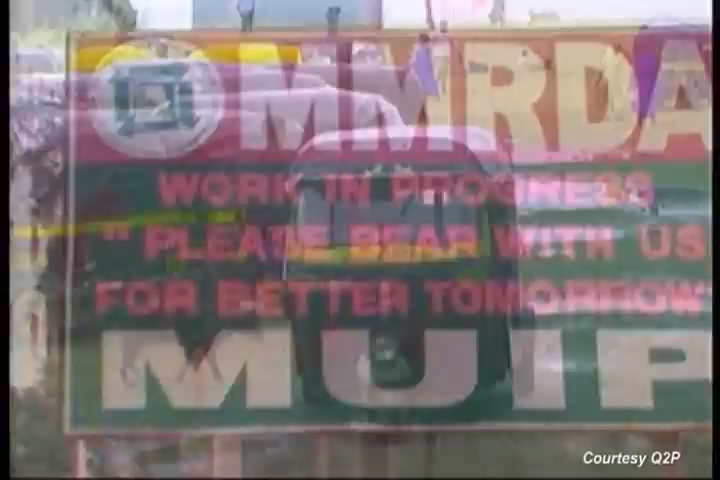 MMRDA
WORK IN PROGRESS
" PLEASE BEAR WITH US
FOR BETTER TOMORROW
MUIP
Courtesy Q2P